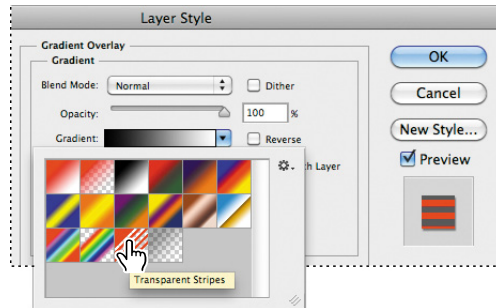 Layer Style
Gradient Overlay
Gradient
Blend Mode: Normal Dither
Opacity: 100 %
Gradient: Reverse
h Layer
Transparent Stripes
OK
Cancel
New Style...
Preview